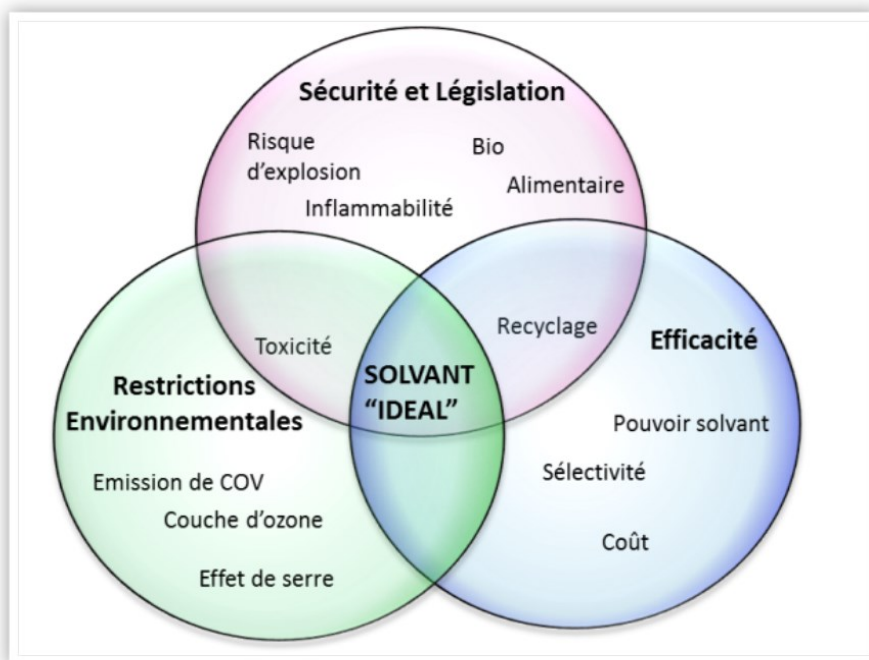 Sécurité et Législation
Risque
d'explosion
Bio
Alimentaire
Inflammabilité
Toxicité
Recyclage
SOLVANT
“IDEAL”
Efficacité
Pouvoir solvant
Sélectivité
Coût
Restrictions
Environnementales
Emission de COV
Couche d'ozone
Effet de serre